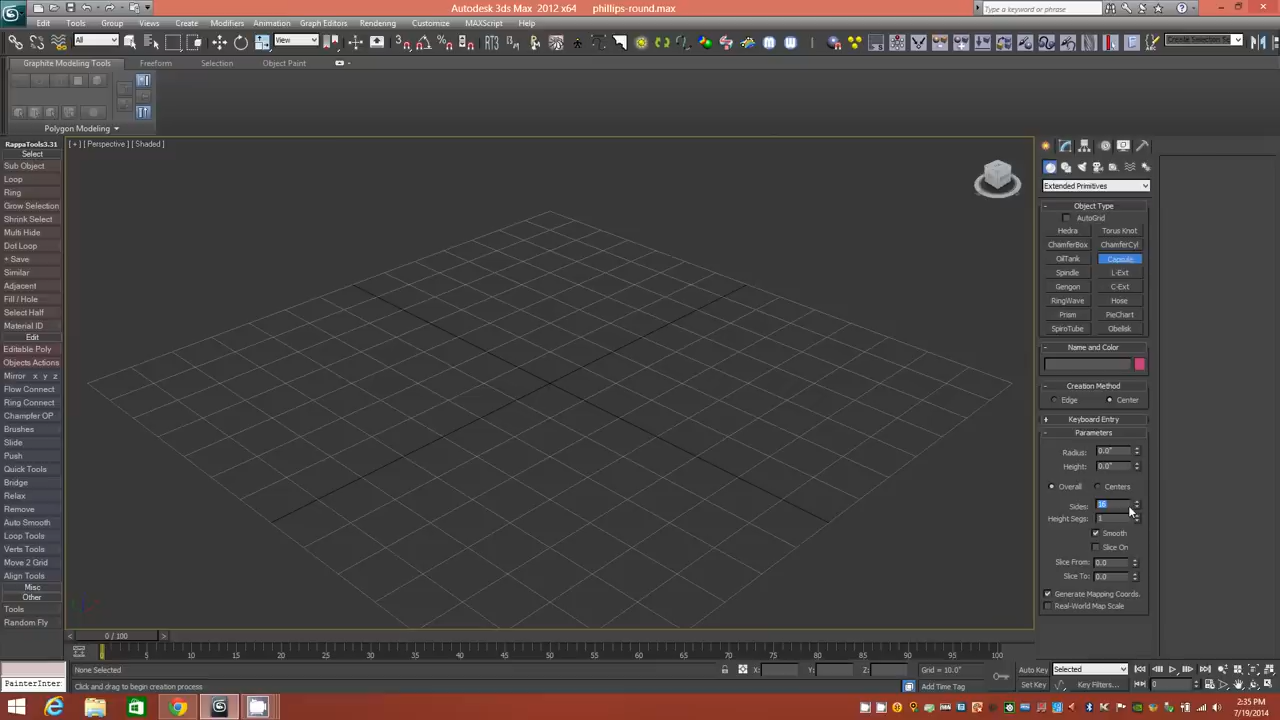 Autodesk 3ds Max 2012 x64 phillips-round.max
Type a keyword or phrase
Edit Tools Group Views Create Modifiers Animation Graph Editors Rendering Customize MAXScript Help
All View Create Selection Se
Graphite Modeling Tools Freeform Selection Object Paint
Polygon Modeling
RappaTools3.31
Select
Sub Object
Loop
Ring
Grow Selection
Shrink Select
Multi Hide
Dot Loop
+ Save
Similar
Adjacent
Fill / Hole
Select Half
Material ID
Edit
Editable Poly
Objects Actions
Mirror x y z
Flow Connect
Ring Connect
Champfer OP
Brushes
Slide
Push
Quick Tools
Bridge
Relax
Remove
Auto Smooth
Loop Tools
Verts Tools
Move 2 Grid
Align Tools
Misc
Other
Tools
Random Fly
[ + ] [ Perspective ] [ Shaded ]
Extended Primitives
Object Type
AutoGrid
Hedra Torus Knot
ChamferBox ChamferCyl
OilTank Capsule
Spindle L-Ext
Gengon C-Ext
RingWave Hose
Prism PieChart
SpiroTube Obelisk
Name and Color
Creation Method
Edge Center
Keyboard Entry
Parameters
Radius: 0.0"
Height: 0.0"
Overall Centers
Sides: 16
Height Segs: 1
Smooth
Slice On
Slice From: 0.0
Slice To: 0.0
Generate Mapping Coords.
Real-World Map Scale
< 0 / 100 >
0 5 10 15 20 25 30 35 40 45 50 55 60 65 70 75 80 85 90 95 100
None Selected X: Y: Z: Grid = 10.0" Auto Key Selected
PainterInter Click and drag to begin creation process Add Time Tag Set Key Key Filters... 0
2:35 PM
7/19/2014